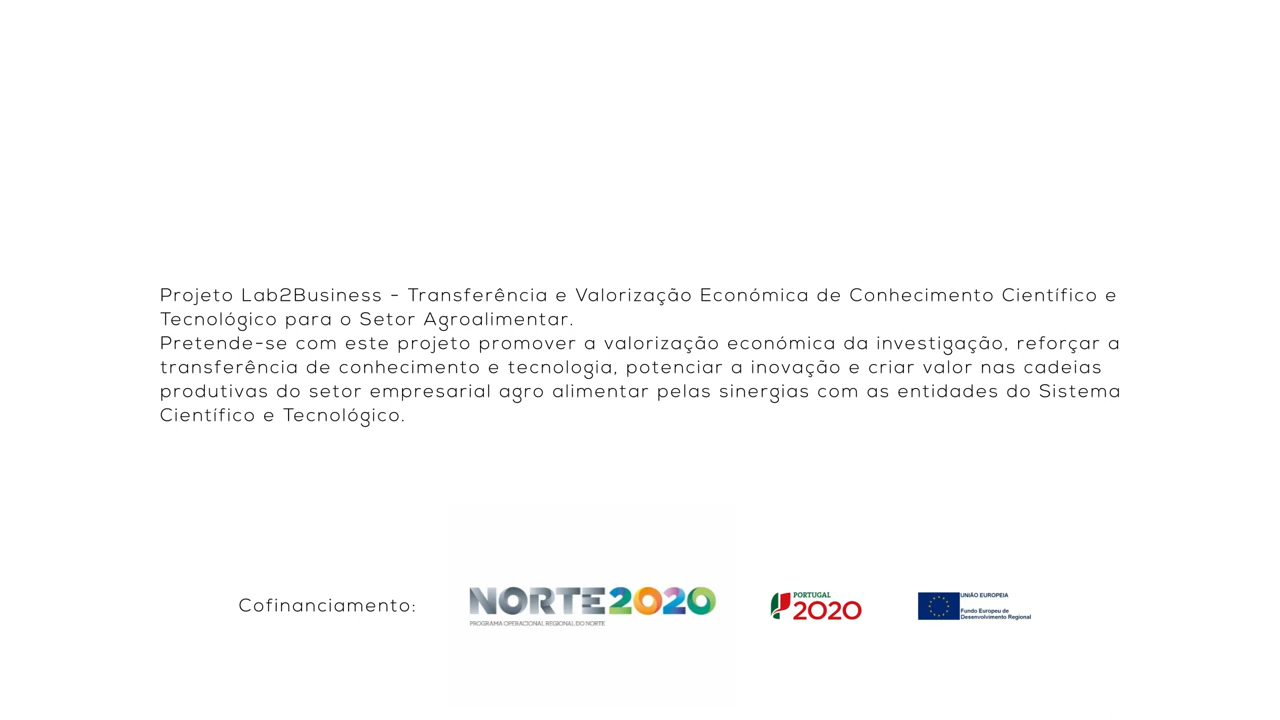 Projeto Lab2Business - Transferência e Valorização Económica de Conhecimento Científico e
Tecnológico para o Setor Agroalimentar.
Pretende-se com este projeto promover a valorização económica da investigação, reforçar a
transferência de conhecimento e tecnologia, potenciar a inovação e criar valor nas cadeias
produtivas do setor empresarial agro alimentar pelas sinergias com as entidades do Sistema
Científico e Tecnológico.
Cofinanciamento:
NORTE2020
PROGRAMA OPERACIONAL REGIONAL DO NORTE
PORTUGAL
2020
UNIÃO EUROPEIA
Fundo Europeu de
Desenvolvimento Regional